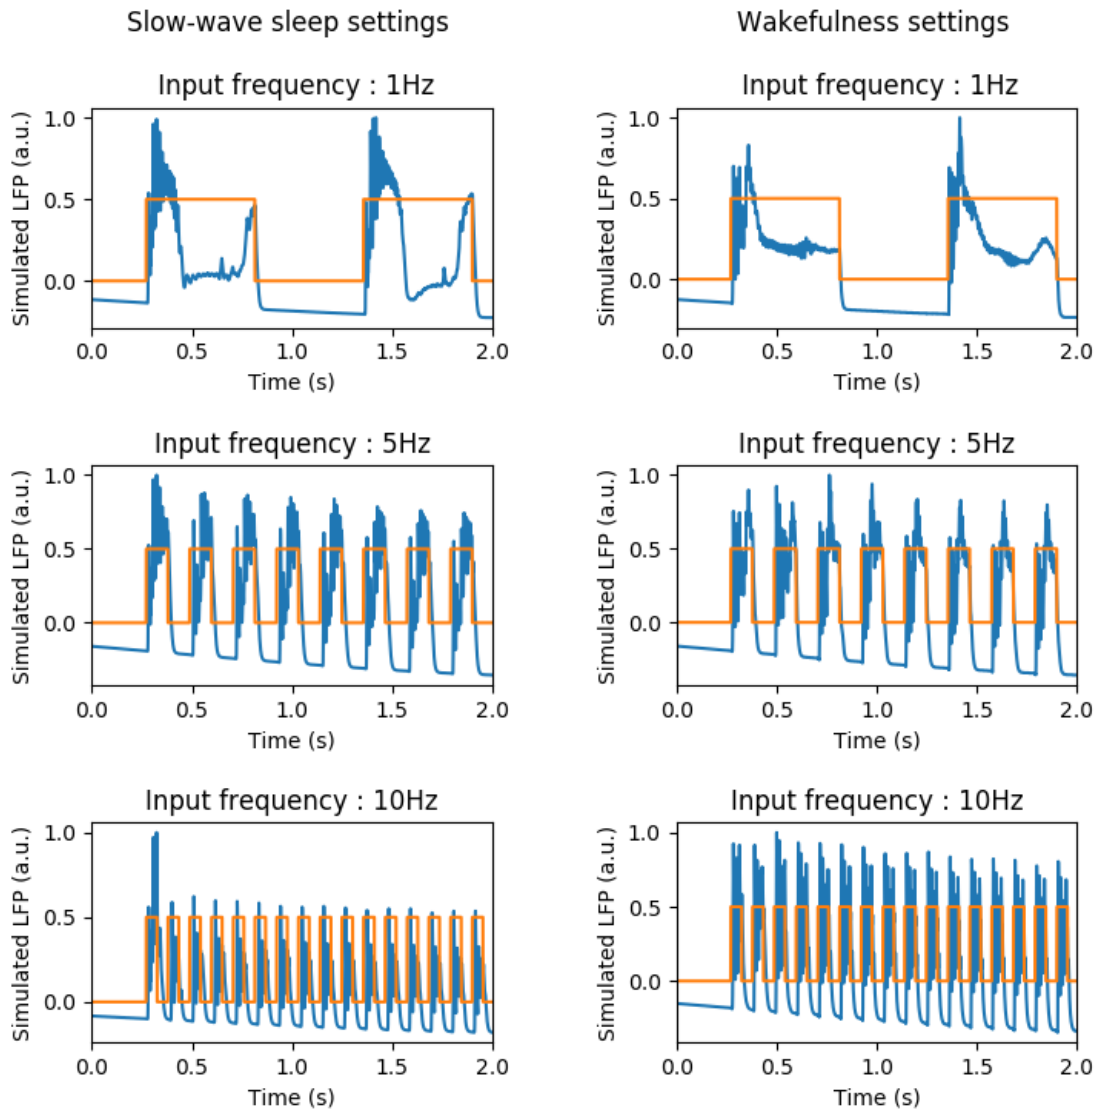 Slow-wave sleep settings
Wakefulness settings
Input frequency : 1Hz
Simulated LFP (a.u.)
1.0
0.5
0.0
0.0 0.5 1.0 1.5 2.0
Time (s)
Input frequency : 1Hz
Simulated LFP (a.u.)
1.0
0.5
0.0
0.0 0.5 1.0 1.5 2.0
Time (s)
Input frequency : 5Hz
Simulated LFP (a.u.)
1.0
0.5
0.0
0.0 0.5 1.0 1.5 2.0
Time (s)
Input frequency : 5Hz
Simulated LFP (a.u.)
1.0
0.5
0.0
0.0 0.5 1.0 1.5 2.0
Time (s)
Input frequency : 10Hz
Simulated LFP (a.u.)
1.0
0.5
0.0
0.0 0.5 1.0 1.5 2.0
Time (s)
Input frequency : 10Hz
Simulated LFP (a.u.)
1.0
0.5
0.0
0.0 0.5 1.0 1.5 2.0
Time (s)